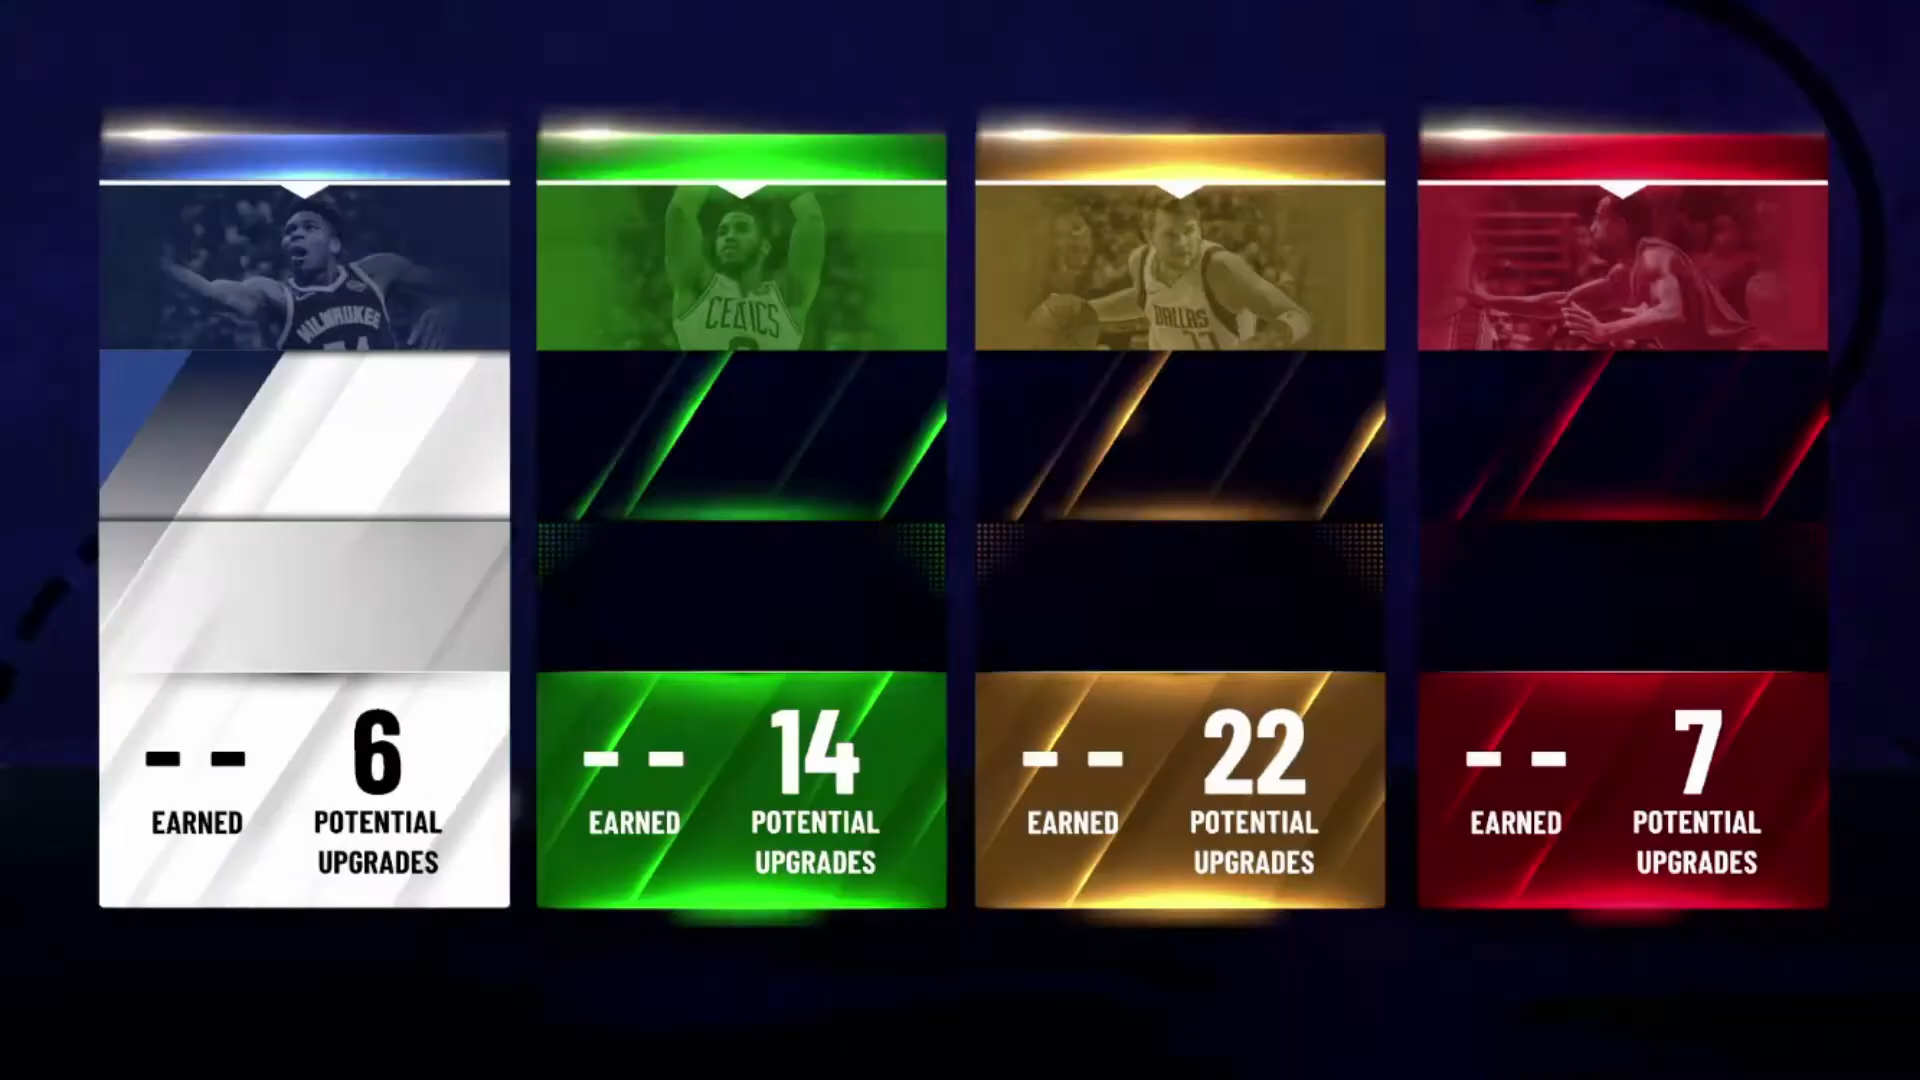 MILWAUKEE
CELTICS
DALLAS
- - 6
EARNED POTENTIAL
UPGRADES
- - 14
EARNED POTENTIAL
UPGRADES
- - 22
EARNED POTENTIAL
UPGRADES
- - 7
EARNED POTENTIAL
UPGRADES